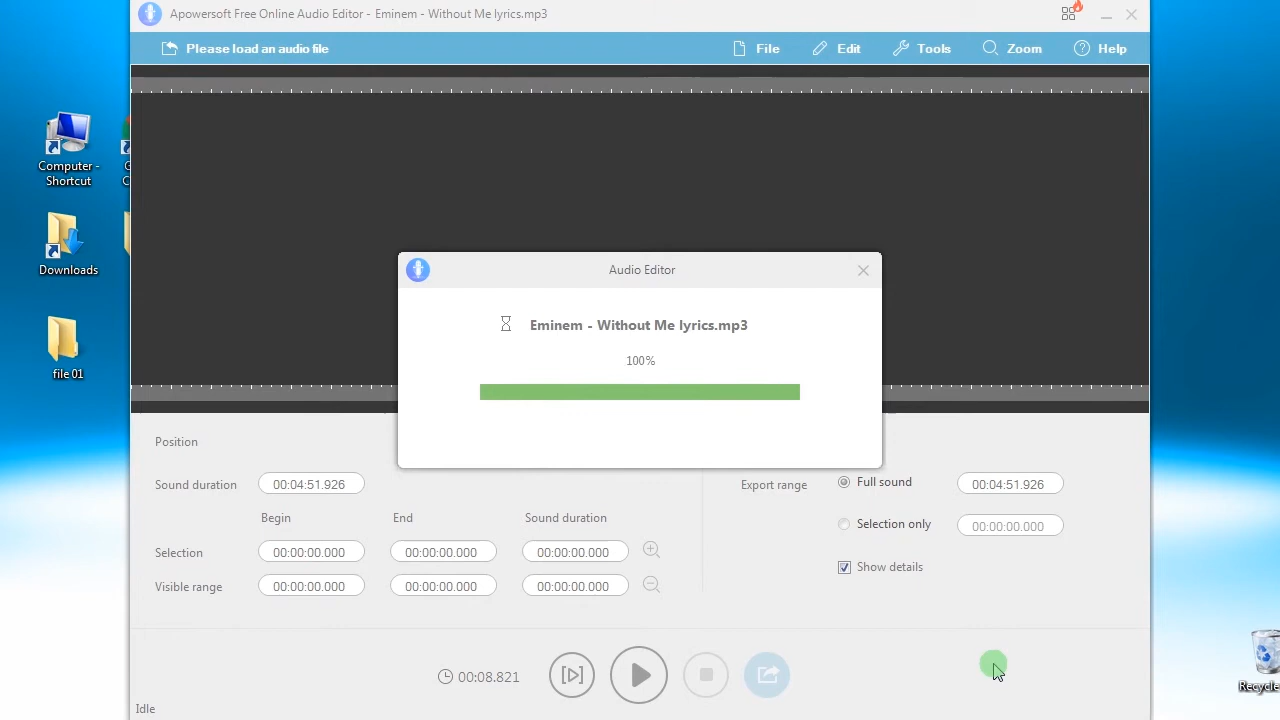 Apowersoft Free Online Audio Editor - Eminem - Without Me lyrics.mp3
Please load an audio file
File
Edit
Tools
Zoom
Help
Computer -
Shortcut
G
C
Downloads
file 01
Audio Editor
Eminem - Without Me lyrics.mp3
100%
Position
Sound duration
00:04:51.926
Begin
End
Sound duration
Selection
00:00:00.000
00:00:00.000
00:00:00.000
Visible range
00:00:00.000
00:00:00.000
00:00:00.000
Export range
Full sound
00:04:51.926
Selection only
00:00:00.000
Show details
00:08.821
Idle
Recycle